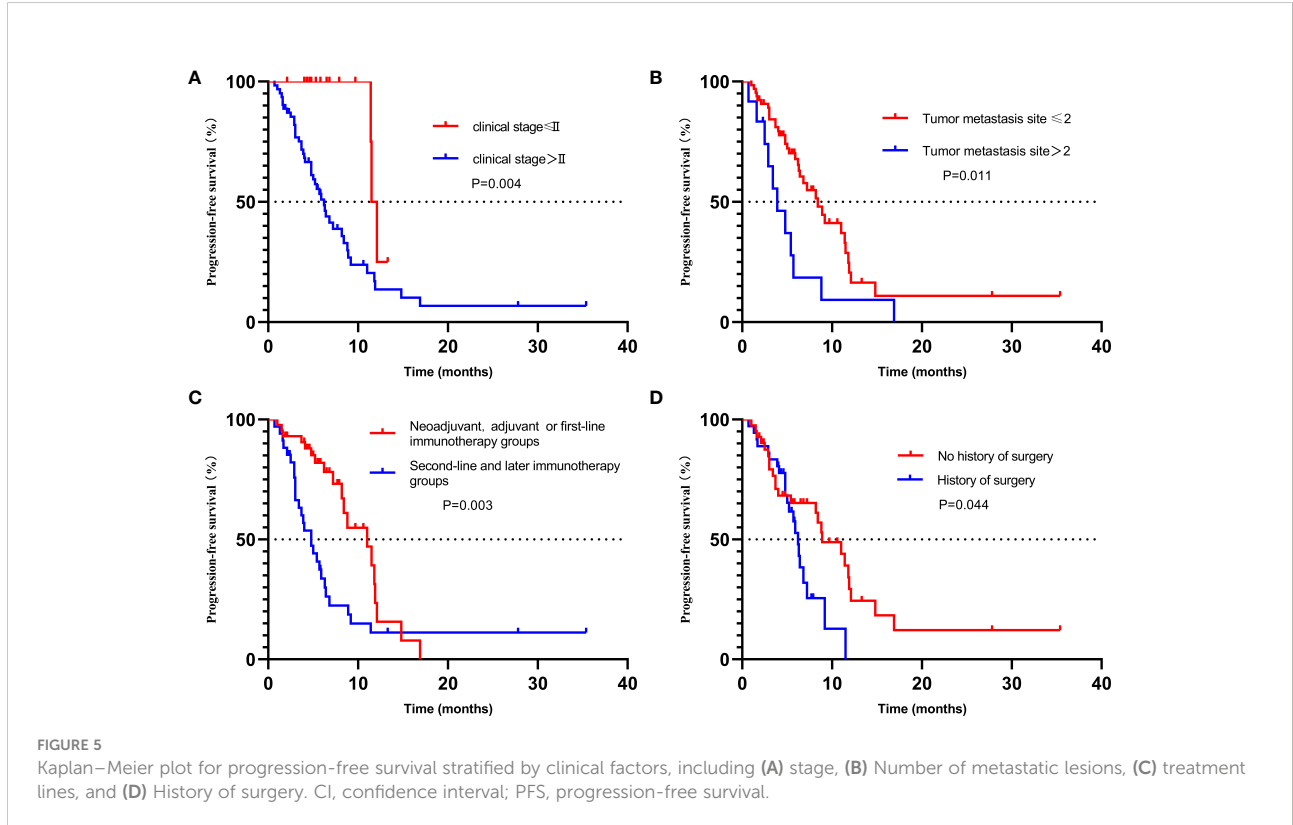 A
100
50
0
0
10
20
30
40
Progression-free survival (%)
Time (months)
clinical stage≤Ⅱ
clinical stage>Ⅱ
P=0.004
B
100
50
0
0
10
20
30
40
Progression-free survival (%)
Time (months)
Tumor metastasis site ≤2
Tumor metastasis site>2
P=0.011
C
100
50
0
0
10
20
30
40
Progression-free survival (%)
Time (months)
Neoadjuvant, adjuvant or first-line
immunotherapy groups
Second-line and later immunotherapy
groups
P=0.003
D
100
50
0
0
10
20
30
40
Progression-free survival (%)
Time (months)
No history of surgery
History of surgery
P=0.044
FIGURE 5
Kaplan–Meier plot for progression-free survival stratified by clinical factors, including (A) stage, (B) Number of metastatic lesions, (C) treatment
lines, and (D) History of surgery. CI, confidence interval; PFS, progression-free survival.